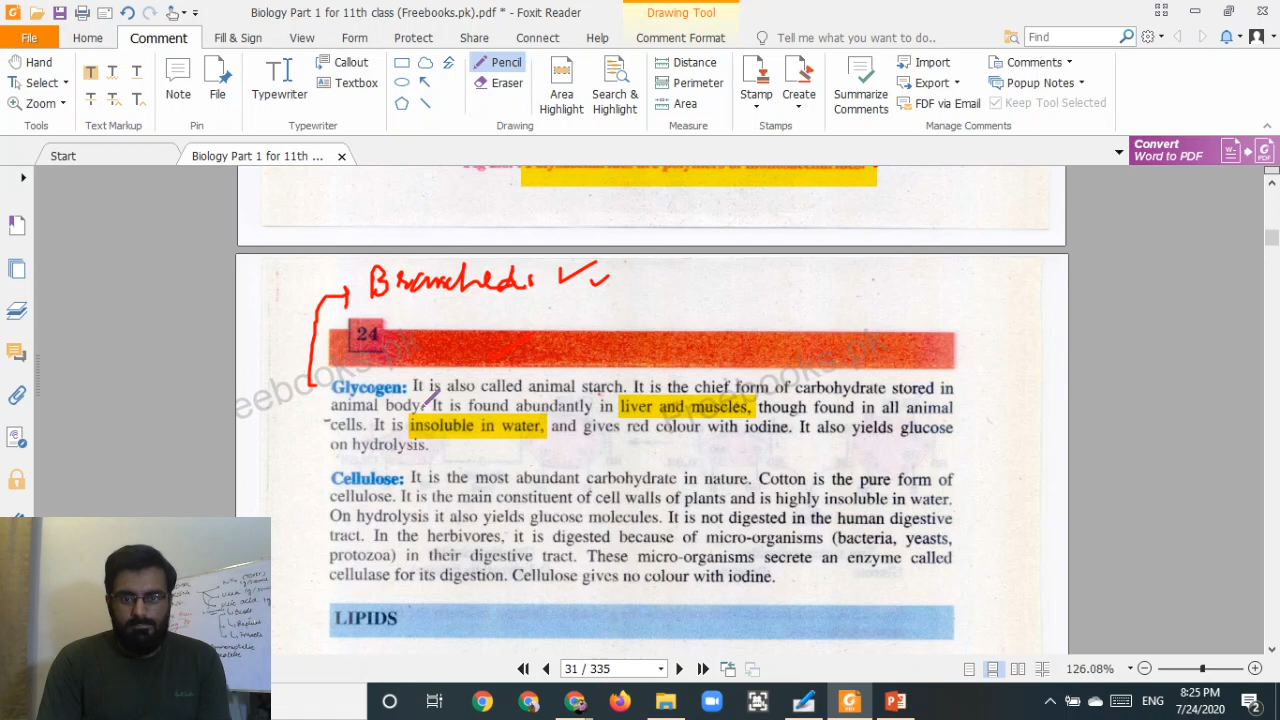 Biology Part 1 for 11th class (Freebooks.pk).pdf * - Foxit Reader
Drawing Tool
File Home Comment Fill & Sign View Form Protect Share Connect Help Comment Format Tell me what you want to do.. Find
Hand
Select
Zoom
Tools
Text Markup
Note
File
Pin
Typewriter
Callout
Textbox
Typewriter
Pencil
Eraser
Area Highlight
Search & Highlight
Drawing
Distance
Perimeter
Area
Measure
Stamp
Create
Stamps
Summarize Comments
Import
Export
FDF via Email
Comments
Popup Notes
Keep Tool Selected
Manage Comments
Start
Biology Part 1 for 11th ...
Convert
Word to PDF
Branched
24
Glycogen: It is also called animal starch. It is the chief form of carbohydrate stored in
animal body. It is found abundantly in liver and muscles, though found in all animal
cells. It is insoluble in water, and gives red colour with iodine. It also yields glucose
on hydrolysis.
Cellulose: It is the most abundant carbohydrate in nature. Cotton is the pure form of
cellulose. It is the main constituent of cell walls of plants and is highly insoluble in water.
On hydrolysis it also yields glucose molecules. It is not digested in the human digestive
tract. In the herbivores, it is digested because of micro-organisms (bacteria, yeasts,
protozoa) in their digestive tract. These micro-organisms secrete an enzyme called
cellulase for its digestion. Cellulose gives no colour with iodine.
LIPIDS
31 / 335
126.08%
ENG
8:25 PM
7/24/2020
2